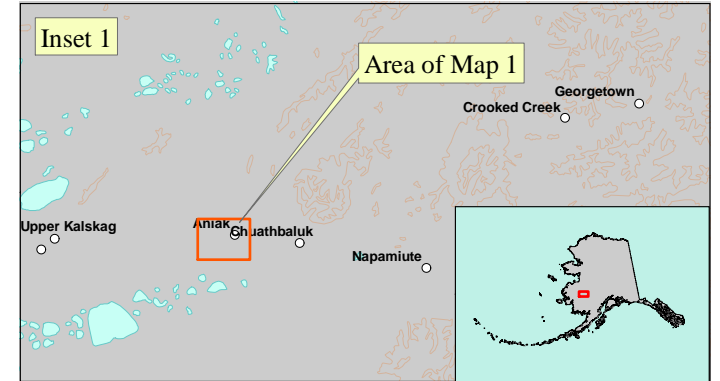 Inset 1
Area of Map 1
Georgetown
Crooked Creek
Upper Kalskag
Aniak
Chuathbaluk
Napamiute